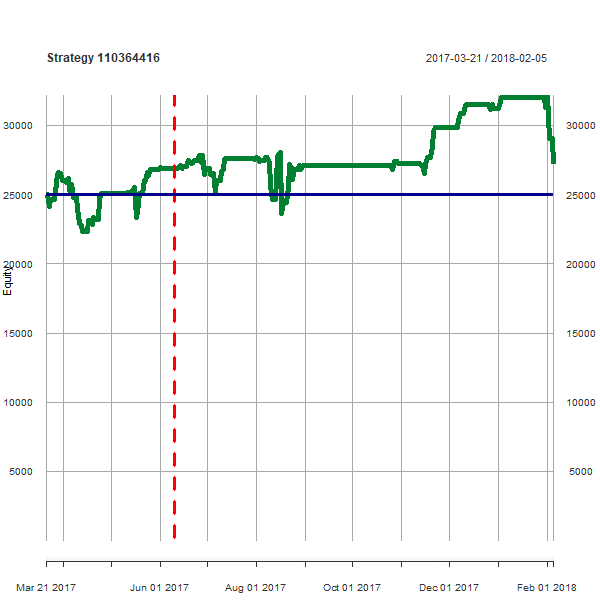 Strategy 110364416
2017-03-21 / 2018-02-05
30000
30000
25000
25000
20000
20000
Equity
15000
15000
10000
10000
5000
5000
Mar 21 2017
Jun 01 2017
Aug 01 2017
Oct 01 2017
Dec 01 2017
Feb 01 2018